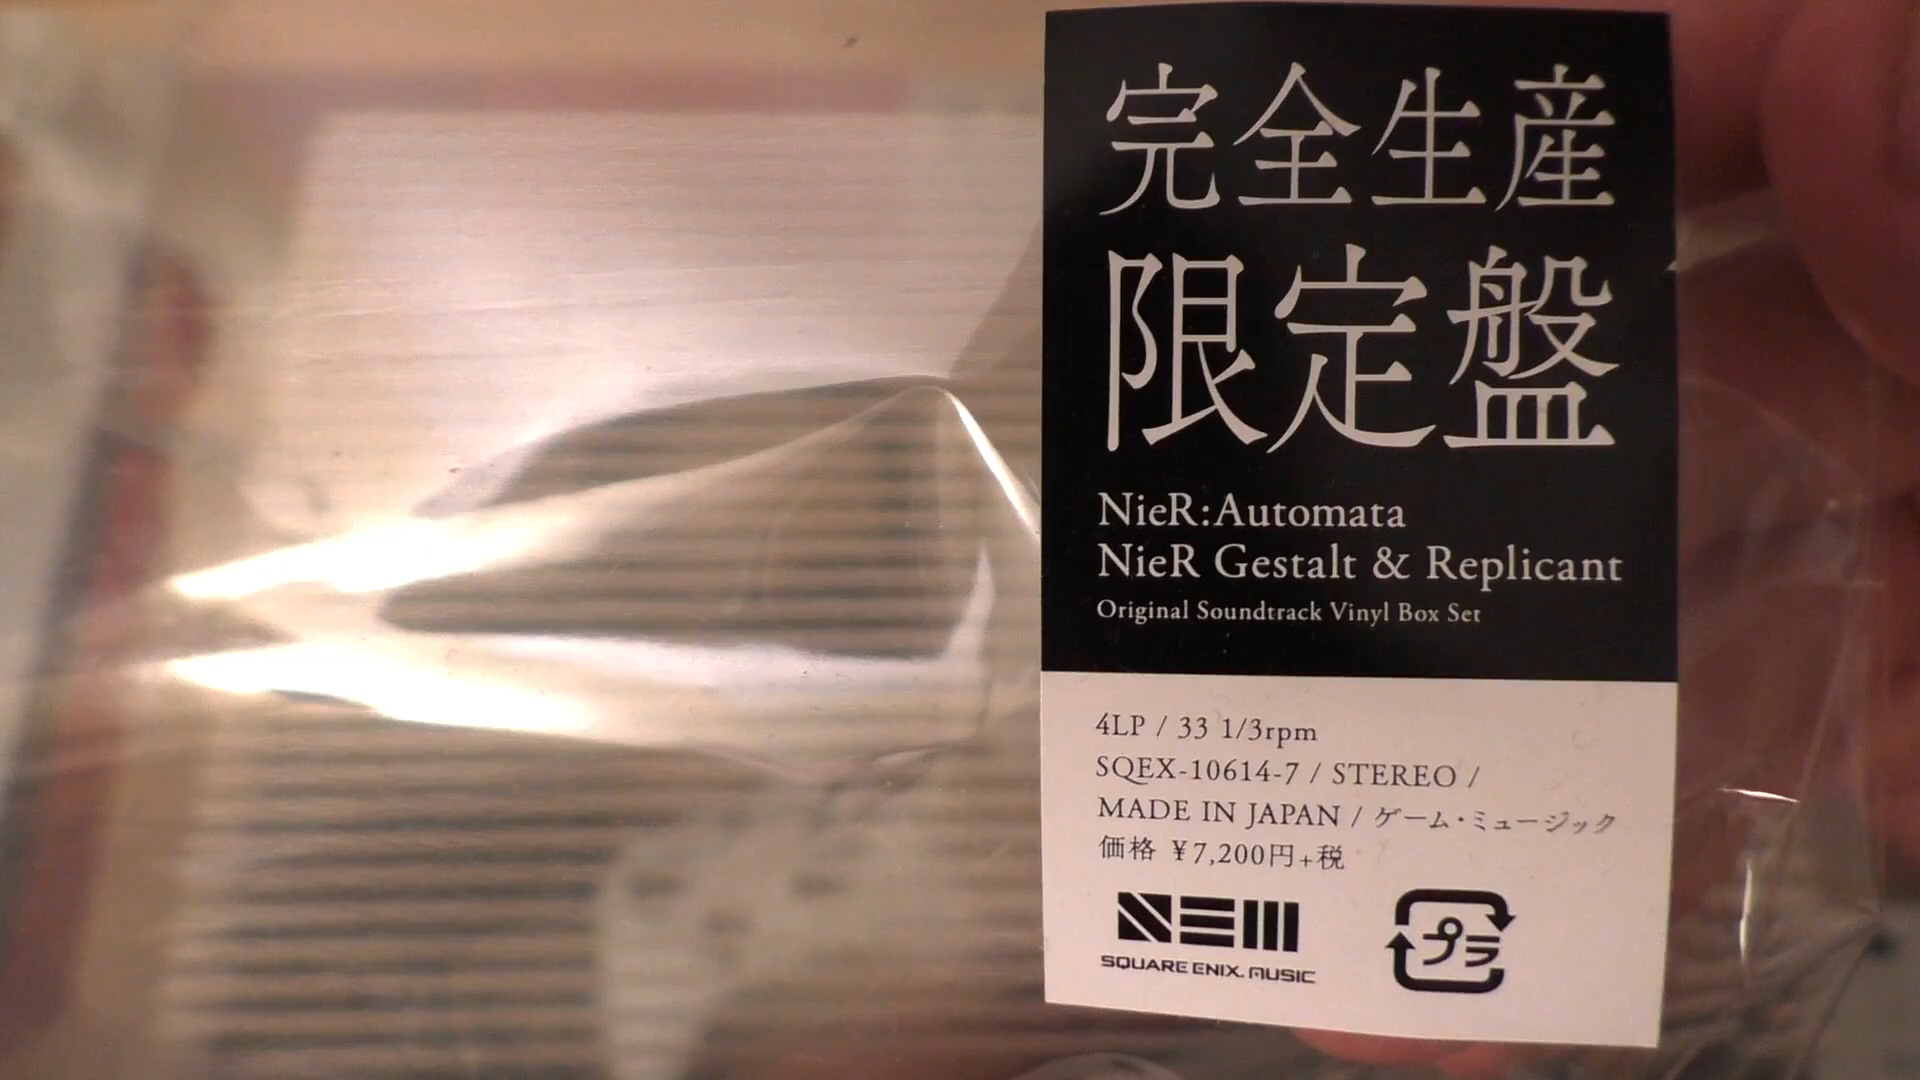 完全生産
限定盤
NieR:Automata
NieR Gestalt & Replicant
Original Soundtrack Vinyl Box Set
4LP / 33 1/3rpm
SQEX-10614-7 / STEREO /
MADE IN JAPAN / ゲーム・ミュージック
価格 ¥7,200円+税
SQUARE ENIX. MUSIC
プラ